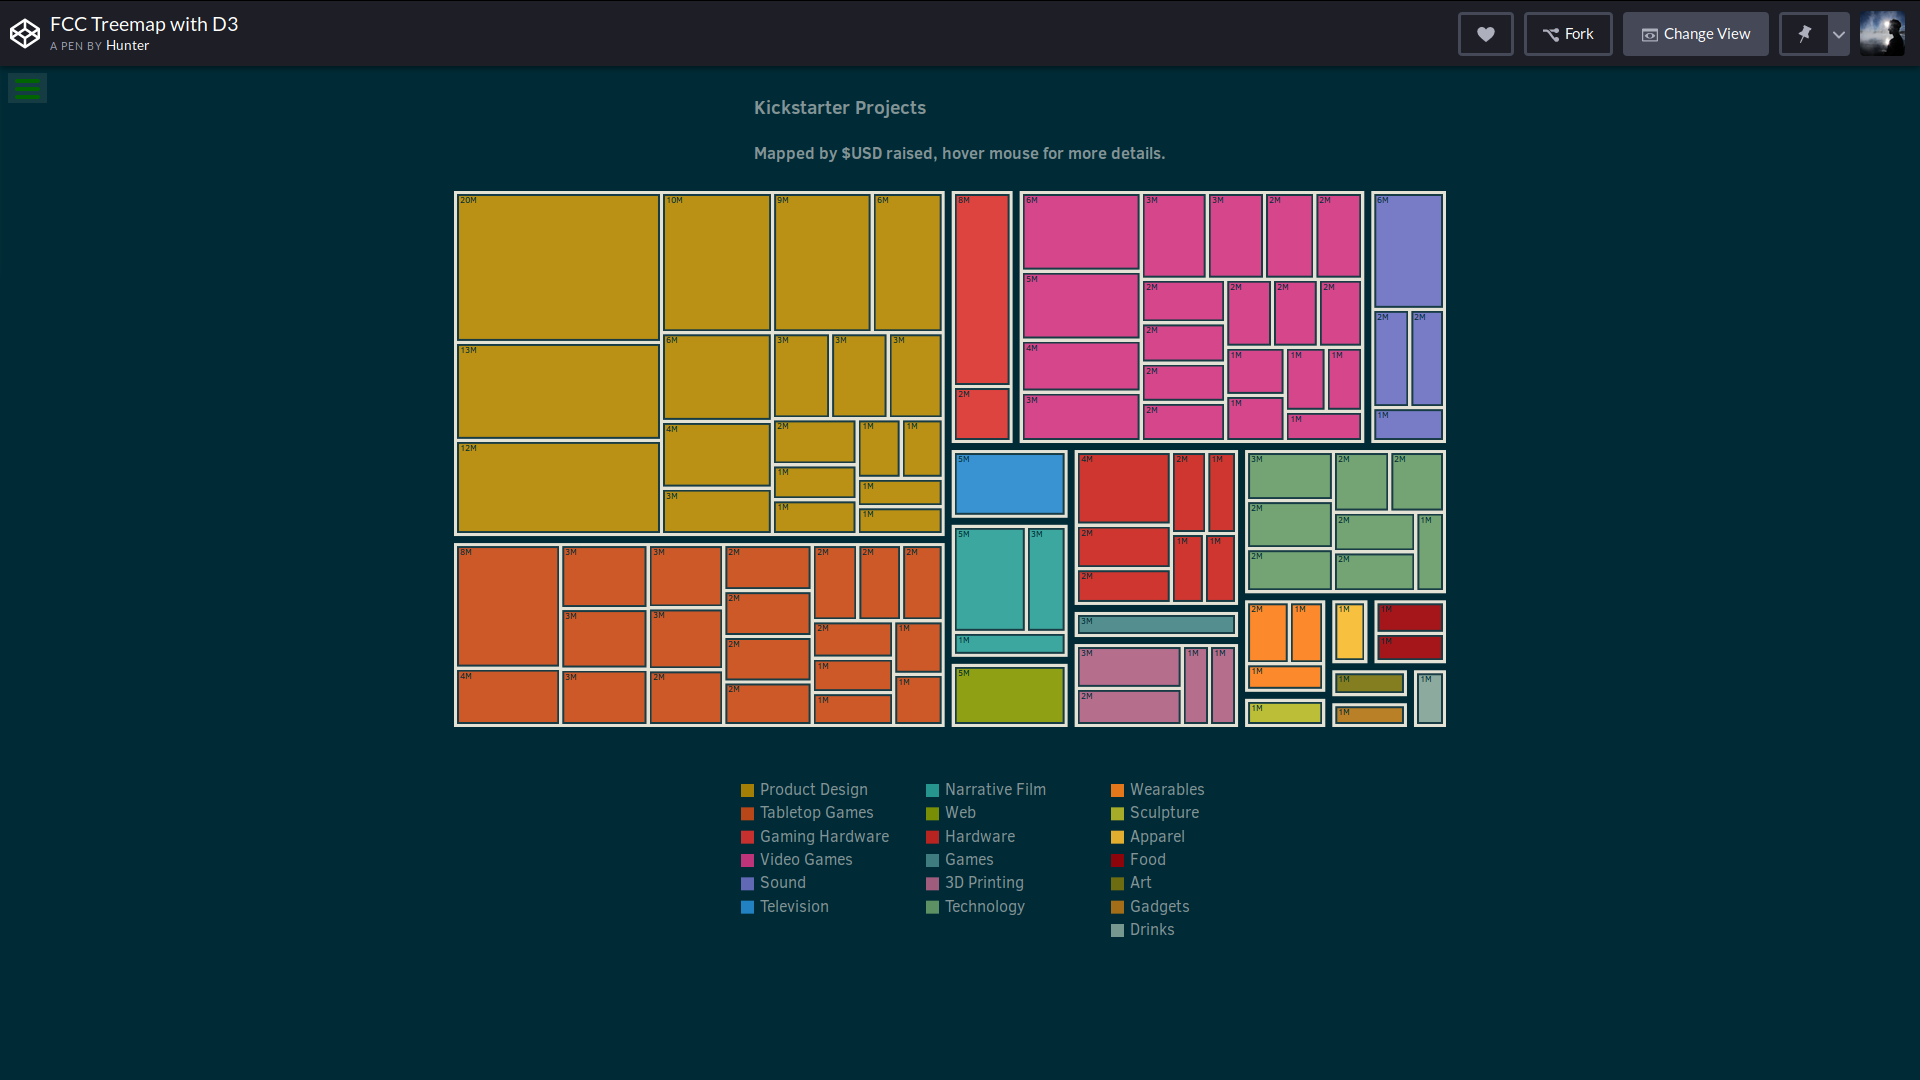 FCC Treemap with D3
A PEN BY Hunter
Fork
Change View
Kickstarter Projects
Mapped by $USD raised, hover mouse for more details.
20M
13M
12M
10M
6M
4M
3M
9M
6M
3M
3M
3M
2M
1M
1M
1M
1M
1M
1M
8M
4M
3M
3M
3M
3M
3M
2M
2M
2M
2M
2M
2M
2M
2M
2M
1M
1M
1M
1M
8M
2M
6M
5M
4M
3M
3M
3M
2M
2M
2M
2M
2M
2M
2M
2M
2M
1M
1M
1M
1M
1M
6M
2M
2M
1M
5M
5M
3M
1M
5M
4M
2M
2M
2M
1M
1M
1M
3M
3M
2M
1M
1M
3M
2M
2M
2M
2M
2M
2M
1M
2M
1M
1M
1M
1M
1M
1M
1M
1M
1M
Product Design
Tabletop Games
Gaming Hardware
Video Games
Sound
Television
Narrative Film
Web
Hardware
Games
3D Printing
Technology
Wearables
Sculpture
Apparel
Food
Art
Gadgets
Drinks